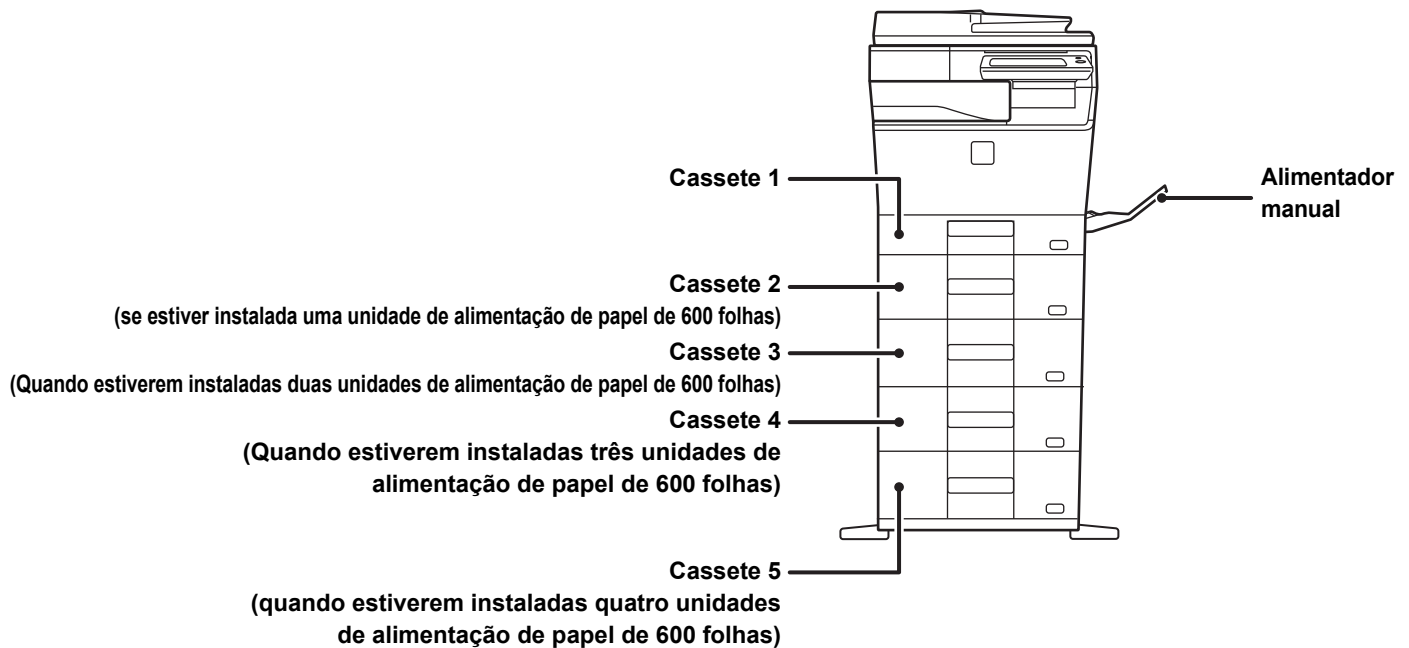 Cassete 1
Alimentador
manual
Cassete 2
(se estiver instalada uma unidade de alimentação de papel de 600 folhas)
Cassete 3
(Quando estiverem instaladas duas unidades de alimentação de papel de 600 folhas)
Cassete 4
(Quando estiverem instaladas três unidades de
alimentação de papel de 600 folhas)
Cassete 5
(quando estiverem instaladas quatro unidades
de alimentação de papel de 600 folhas)